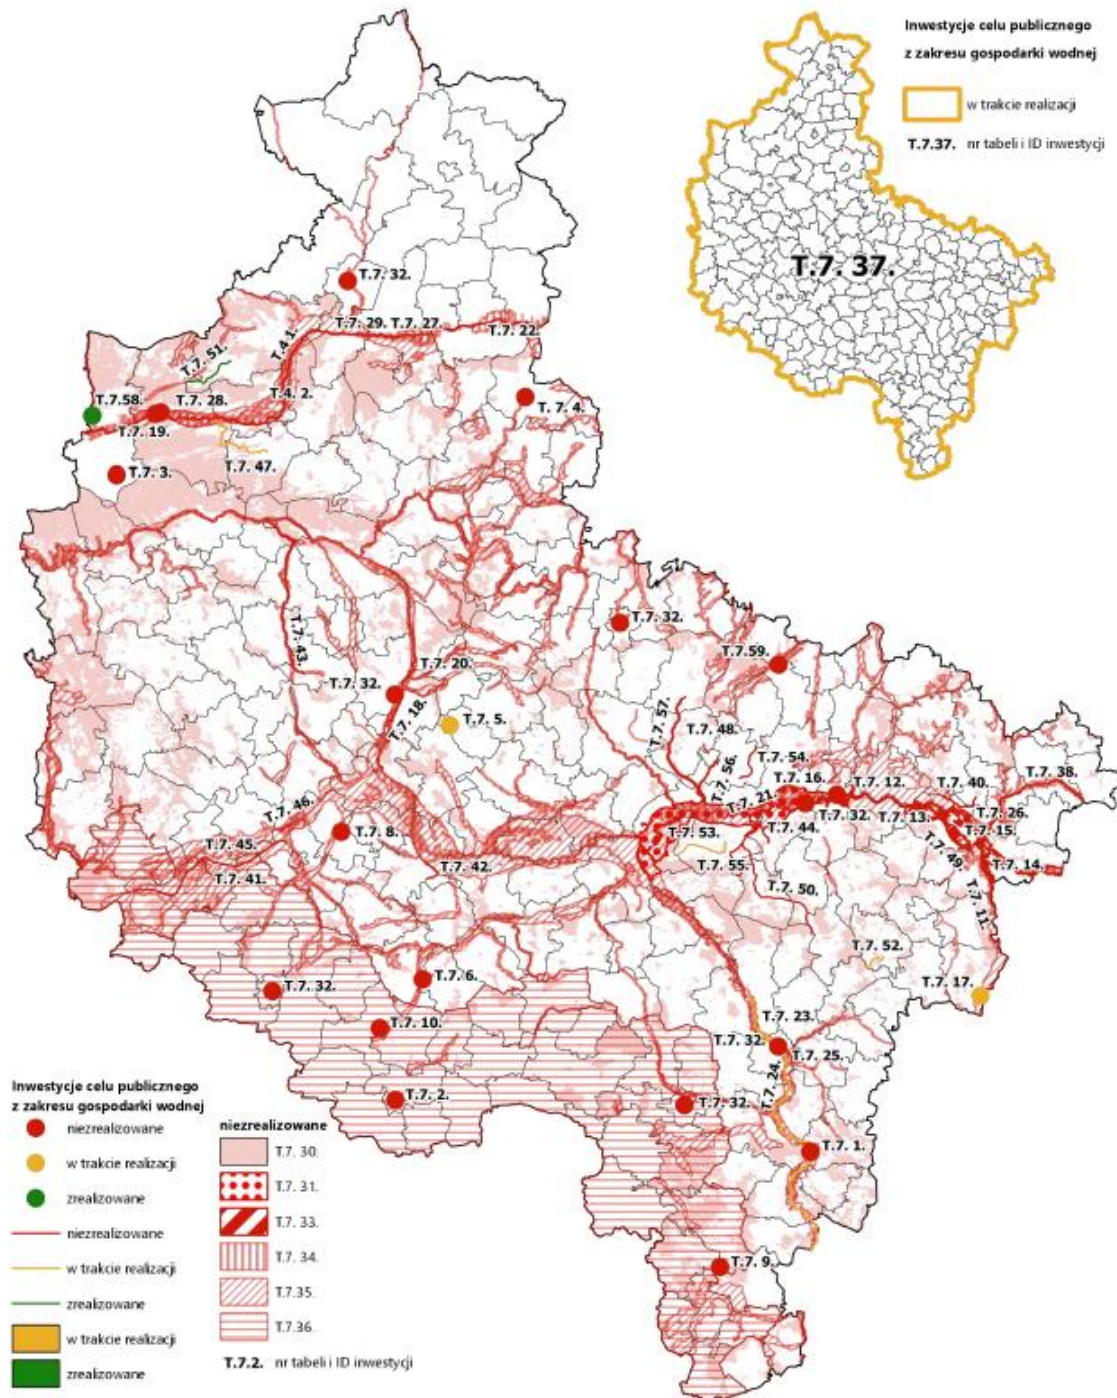 Inwestycje celu publicznego
z zakresu gospodarki wodnej
w trakcie realizacji
T.7.37. nr tabeli i ID inwestycji
T.7. 37.
T.7. 32.
T.7. 29. T.7. 27.
T.7. 22.
T.4 1.
T.7. 51.
T.4. 2.
T.7.58.
T.7. 28.
T. 7. 4.
T.7. 19.
T.7. 47.
T.7. 3.
T.7. 32.
T.7. 43.
T.7. 20.
T.7.59.
T.7. 32.
T.7. 18.
T.7. 5.
T.7. 57.
T.7. 48.
T.7. 56.
T.7. 54.
T.7. 16.
T.7. 12.
T.7. 40.
T.7. 38.
T.7. 46.
T.7. 21.
T.7. 32.
T.7. 13.
T.7. 26.
T.7. 8.
T.7. 53.
T.7. 44.
T.7. 15.
T.7. 45.
T.7. 42.
T.7. 55.
T.7. 49.
T.7. 14.
T.7. 41.
T.7. 50.
T.7. 11.
T.7. 52.
T.7. 32.
T.7. 6.
T.7. 17.
T.7. 10.
T.7. 23.
T.7. 32.
T.7. 25.
T.7. 24.
T.7. 2.
T.7. 32.
T.7. 1.
T.7. 9.
Inwestycje celu publicznego
z zakresu gospodarki wodnej
niezrealizowane
w trakcie realizacji
zrealizowane
niezrealizowane
w trakcie realizacji
zrealizowane
w trakcie realizacji
zrealizowane
niezrealizowane
T.7. 30.
T.7. 31.
T.7. 33.
T.7. 34.
T.7.35.
T.7.36.
T.7.2. nr tabeli i ID inwestycji